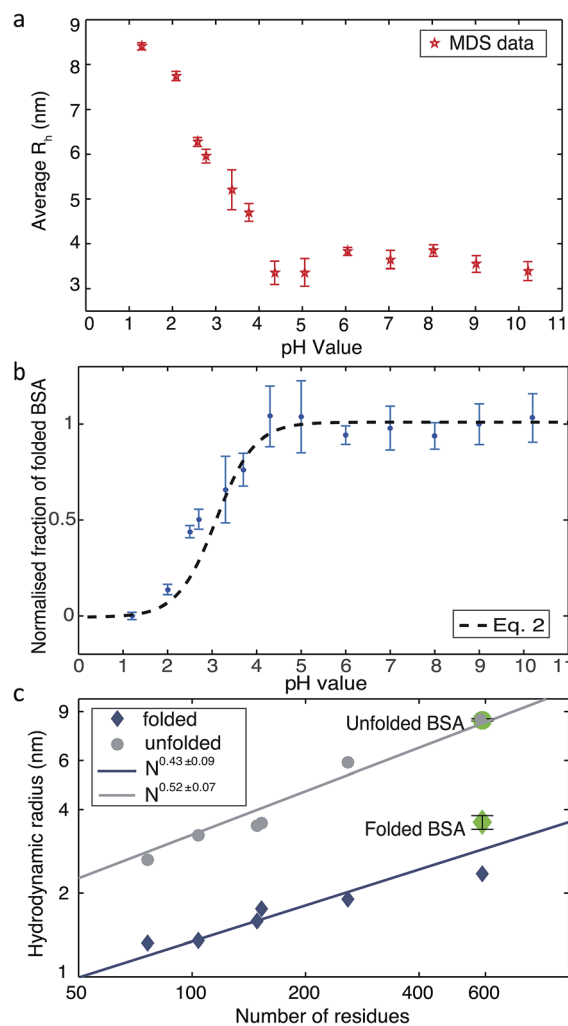 a
9
8
7
6
5
4
3
Average R_h (nm)
MDS data
0 1 2 3 4 5 6 7 8 9 10 11
pH Value
b
1
0.5
0
Normalised fraction of folded BSA
Eq. 2
0 1 2 3 4 5 6 7 8 9 10 11
pH value
c
9
6
4
2
1
Hydrodynamic radius (nm)
folded
unfolded
N^0.43±0.09
N^0.52±0.07
Unfolded BSA
Folded BSA
50 100 200 400 600
Number of residues